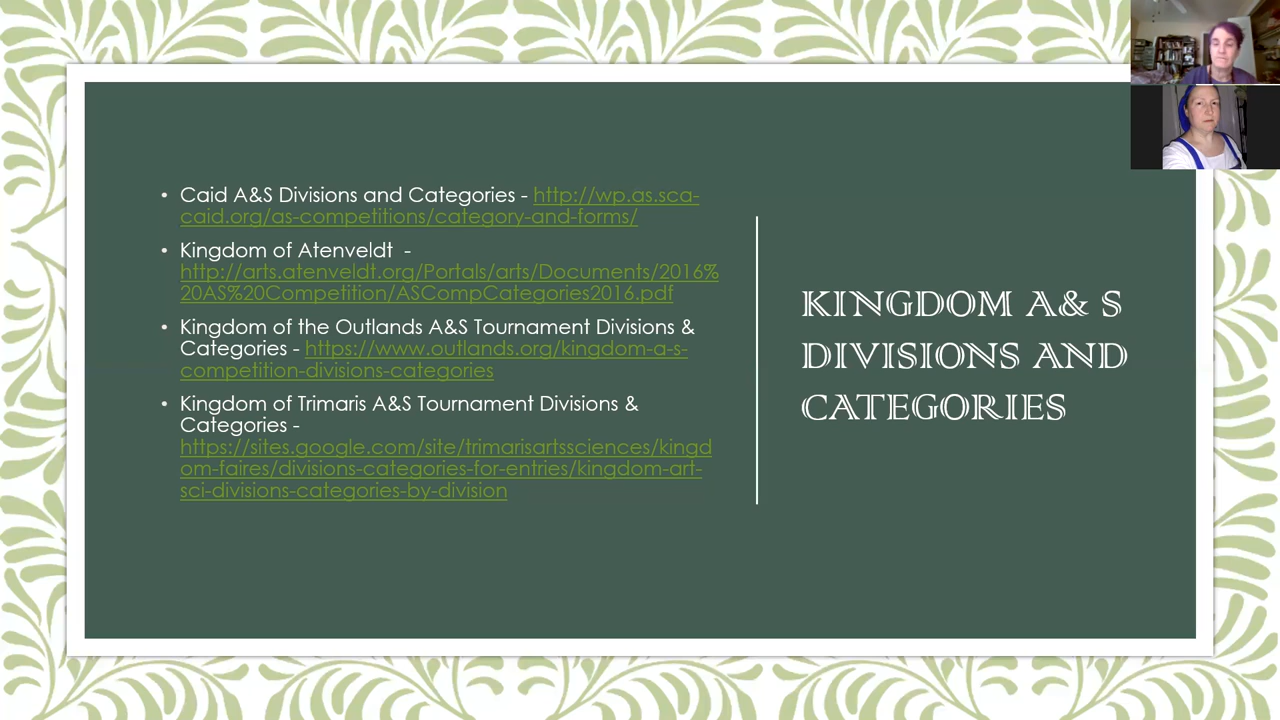 • Caid A&S Divisions and Categories - http://wp.as.sca-
caid.org/as-competitions/category-and-forms/
• Kingdom of Atenveldt  -
http://arts.atenveldt.org/Portals/arts/Documents/2016%
20AS%20Competition/ASCompCategories2016.pdf
• Kingdom of the Outlands A&S Tournament Divisions &
Categories - https://www.outlands.org/kingdom-a-s-
competition-divisions-categories
• Kingdom of Trimaris A&S Tournament Divisions &
Categories -
https://sites.google.com/site/trimarisartssciences/kingd
om-faires/divisions-categories-for-entries/kingdom-art-
sci-divisions-categories-by-division
KINGDOM A& S
DIVISIONS AND
CATEGORIES